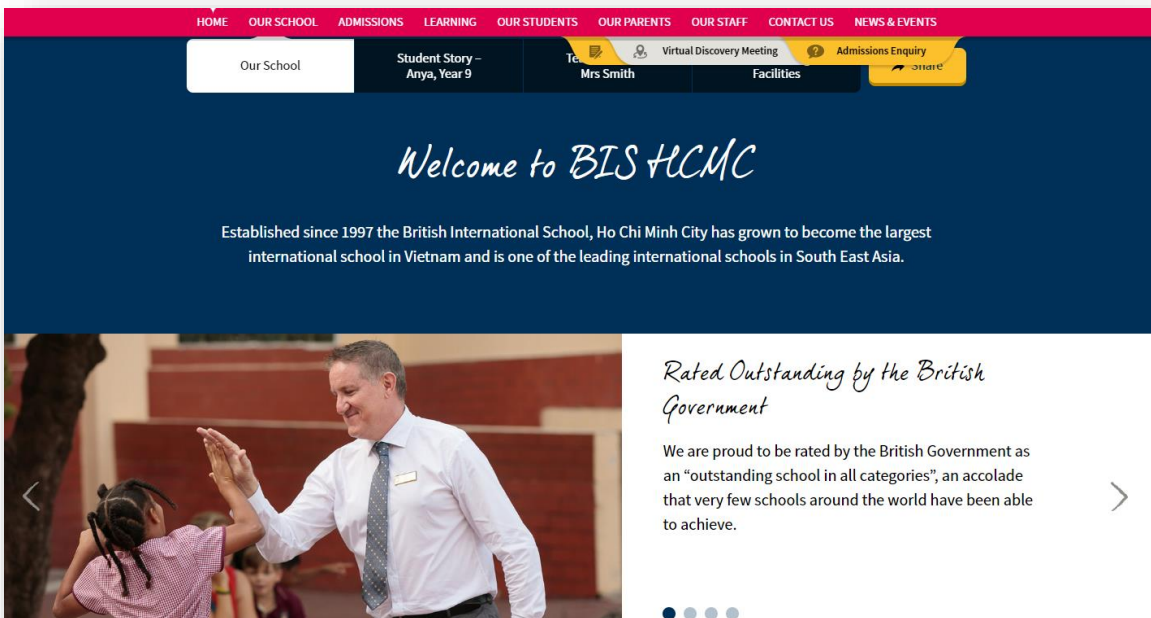 HOME OUR SCHOOL ADMISSIONS LEARNING OUR STUDENTS OUR PARENTS OUR STAFF CONTACT US NEWS & EVENTS
Virtual Discovery Meeting
Admissions Enquiry
Our School
Student Story –
Anya, Year 9
Mrs Smith
Facilities
Share
Welcome to BIS HCMC
Established since 1997 the British International School, Ho Chi Minh City has grown to become the largest
international school in Vietnam and is one of the leading international schools in South East Asia.
Rated Outstanding by the British
Government
We are proud to be rated by the British Government as
an “outstanding school in all categories”, an accolade
that very few schools around the world have been able
to achieve.